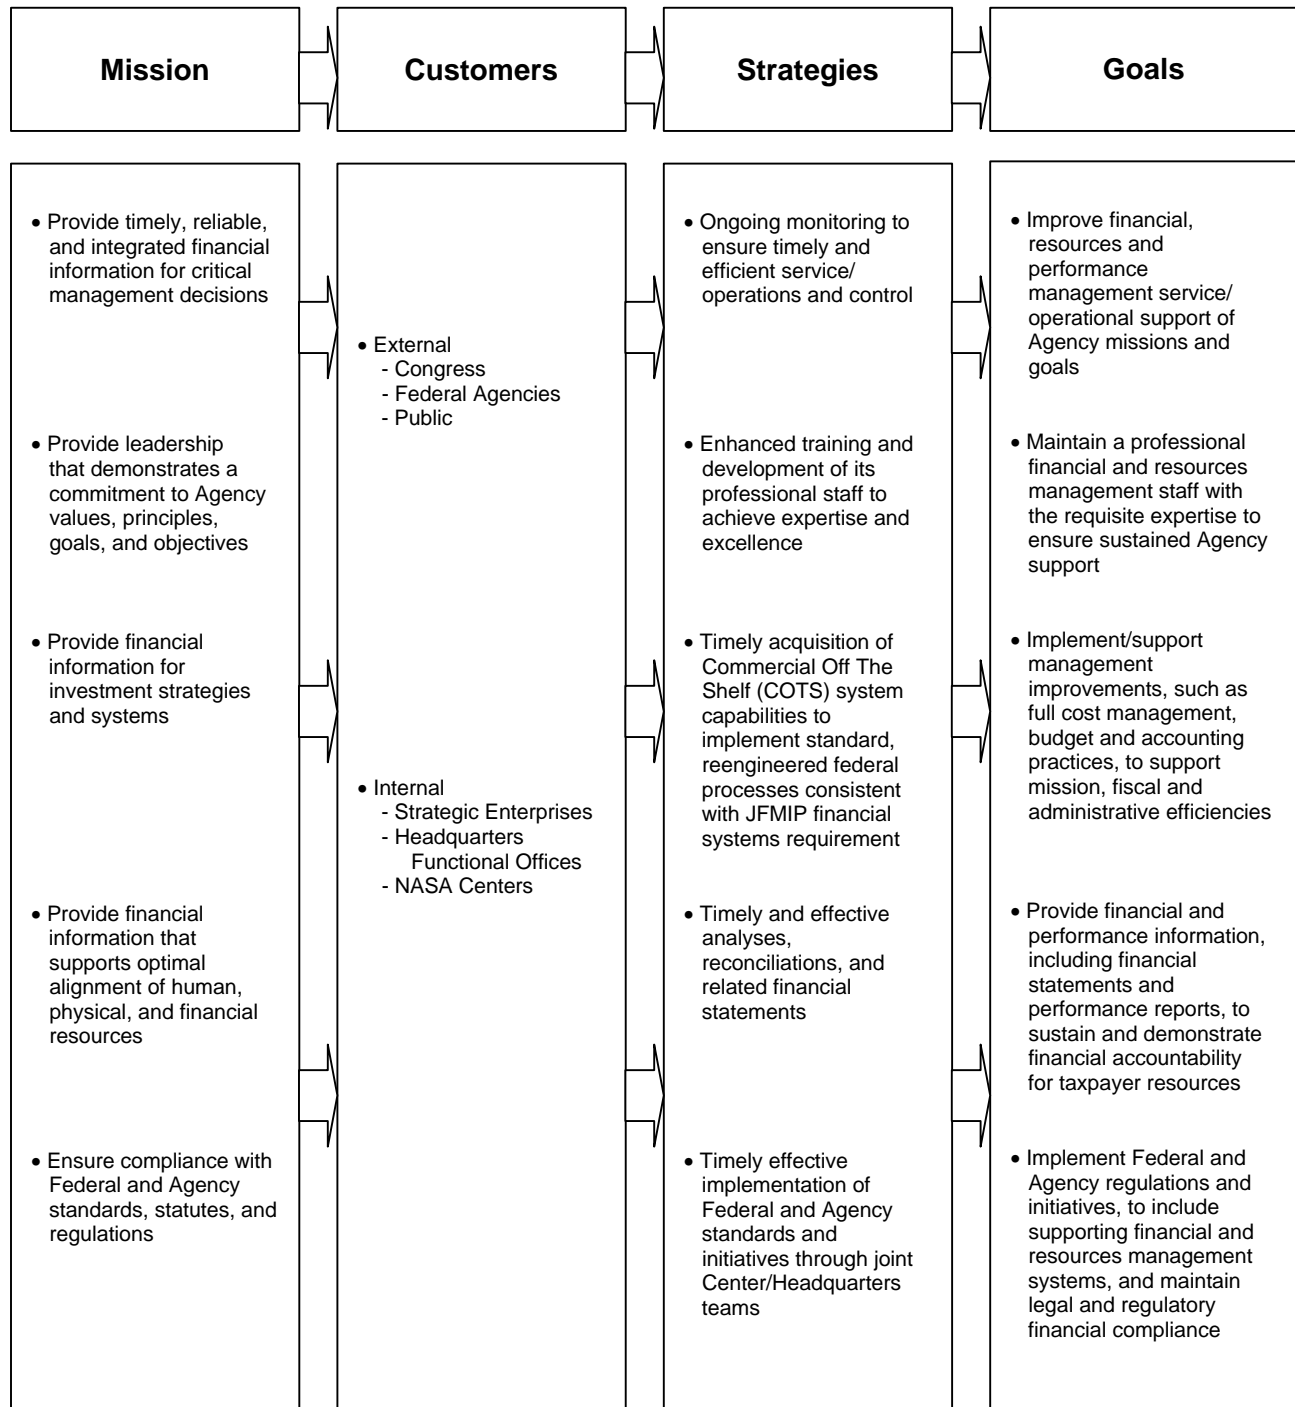 Mission
Customers
Strategies
Goals
• Provide timely, reliable,
and integrated financial
information for critical
management decisions
• Provide leadership
that demonstrates a
commitment to Agency
values, principles,
goals, and objectives
• Provide financial
information for
investment strategies
and systems
• Provide financial
information that
supports optimal
alignment of human,
physical, and financial
resources
• Ensure compliance with
Federal and Agency
standards, statutes, and
regulations
• External
- Congress
- Federal Agencies
- Public
• Internal
- Strategic Enterprises
- Headquarters
Functional Offices
- NASA Centers
• Ongoing monitoring to
ensure timely and
efficient service/
operations and control
• Enhanced training and
development of its
professional staff to
achieve expertise and
excellence
• Timely acquisition of
Commercial Off The
Shelf (COTS) system
capabilities to
implement standard,
reengineered federal
processes consistent
with JFMIP financial
systems requirement
• Timely and effective
analyses,
reconciliations, and
related financial
statements
• Timely effective
implementation of
Federal and Agency
standards and
initiatives through joint
Center/Headquarters
teams
• Improve financial,
resources and
performance
management service/
operational support of
Agency missions and
goals
• Maintain a professional
financial and resources
management staff with
the requisite expertise to
ensure sustained Agency
support
• Implement/support
management
improvements, such as
full cost management,
budget and accounting
practices, to support
mission, fiscal and
administrative efficiencies
• Provide financial and
performance information,
including financial
statements and
performance reports, to
sustain and demonstrate
financial accountability
for taxpayer resources
• Implement Federal and
Agency regulations and
initiatives, to include
supporting financial and
resources management
systems, and maintain
legal and regulatory
financial compliance